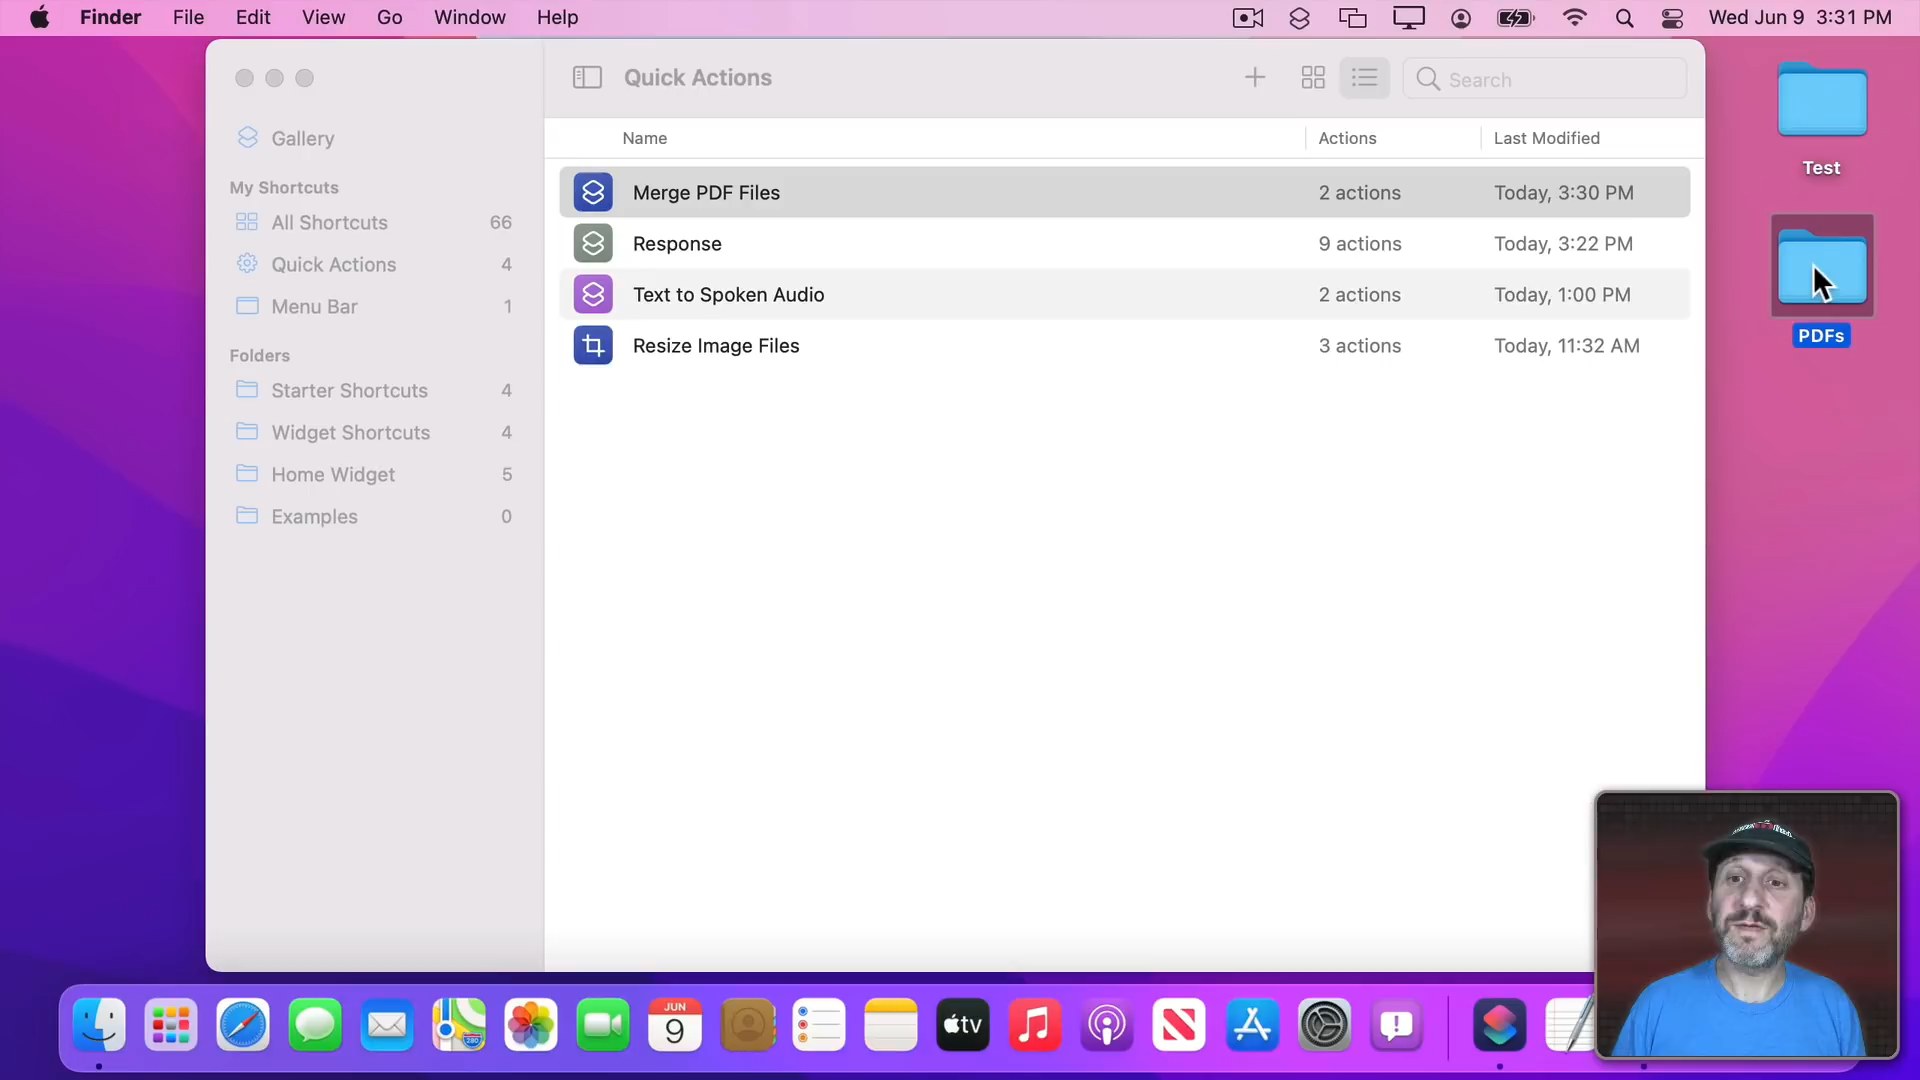 Finder File Edit View Go Window Help Wed Jun 9 3:31 PM
Quick Actions
Search
Gallery
My Shortcuts
All Shortcuts 66
Quick Actions 4
Menu Bar 1
Folders
Starter Shortcuts 4
Widget Shortcuts 4
Home Widget 5
Examples 0
Name Actions Last Modified
Merge PDF Files 2 actions Today, 3:30 PM
Response 9 actions Today, 3:22 PM
Text to Spoken Audio 2 actions Today, 1:00 PM
Resize Image Files 3 actions Today, 11:32 AM
Test
PDFs
280
JUN
9
tv